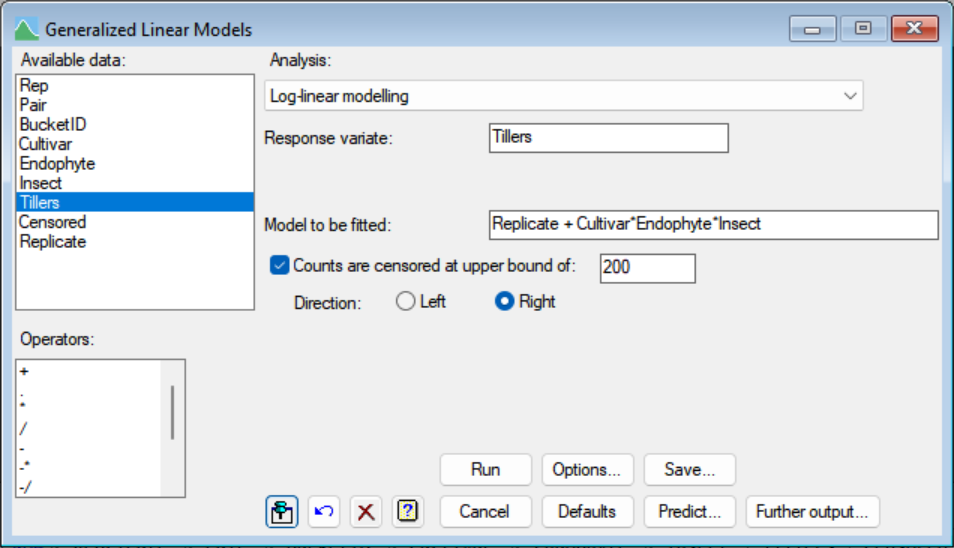 Generalized Linear Models
Available data:
Rep
Pair
BucketID
Cultivar
Endophyte
Insect
Tillers
Censored
Replicate
Analysis:
Log-linear modelling
Response variate:
Tillers
Model to be fitted:
Replicate + Cultivar*Endophyte*Insect
Counts are censored at upper bound of:
200
Direction:
Left
Right
Operators:
+
.
*
/
-
-*
-/
Run
Options...
Save...
?
Cancel
Defaults
Predict...
Further output...